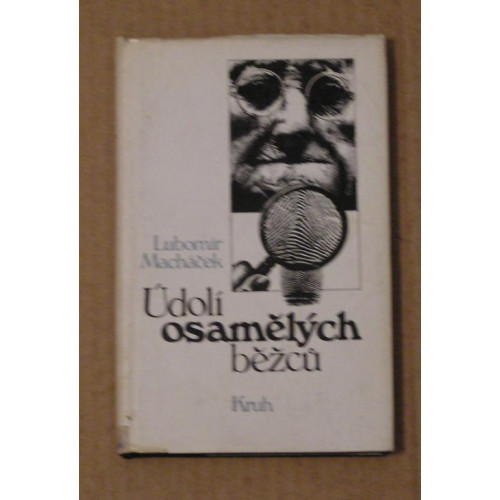 Lubomír
Macháček
Údolí
osamělých
běžců
Kruh